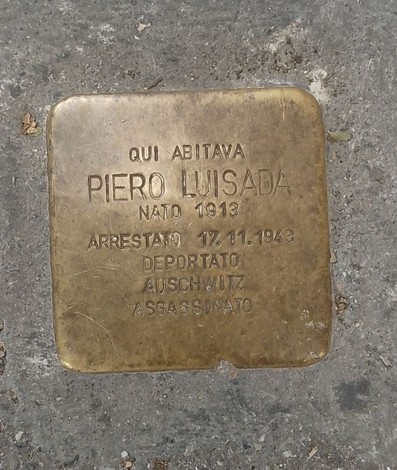 QUI ABITAVA
PIERO LUISADA
NATO 1913
ARRESTATO 17.11.1943
DEPORTATO
AUSCHWITZ
ASSASSINATO